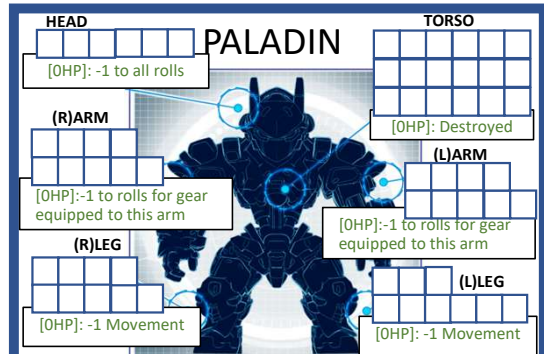 HEAD
PALADIN
TORSO
[0HP]: -1 to all rolls
[0HP]: Destroyed
(R)ARM
[0HP]:-1 to rolls for gear
equipped to this arm
(L)ARM
[0HP]:-1 to rolls for gear
equipped to this arm
(R)LEG
[0HP]: -1 Movement
(L)LEG
[0HP]: -1 Movement